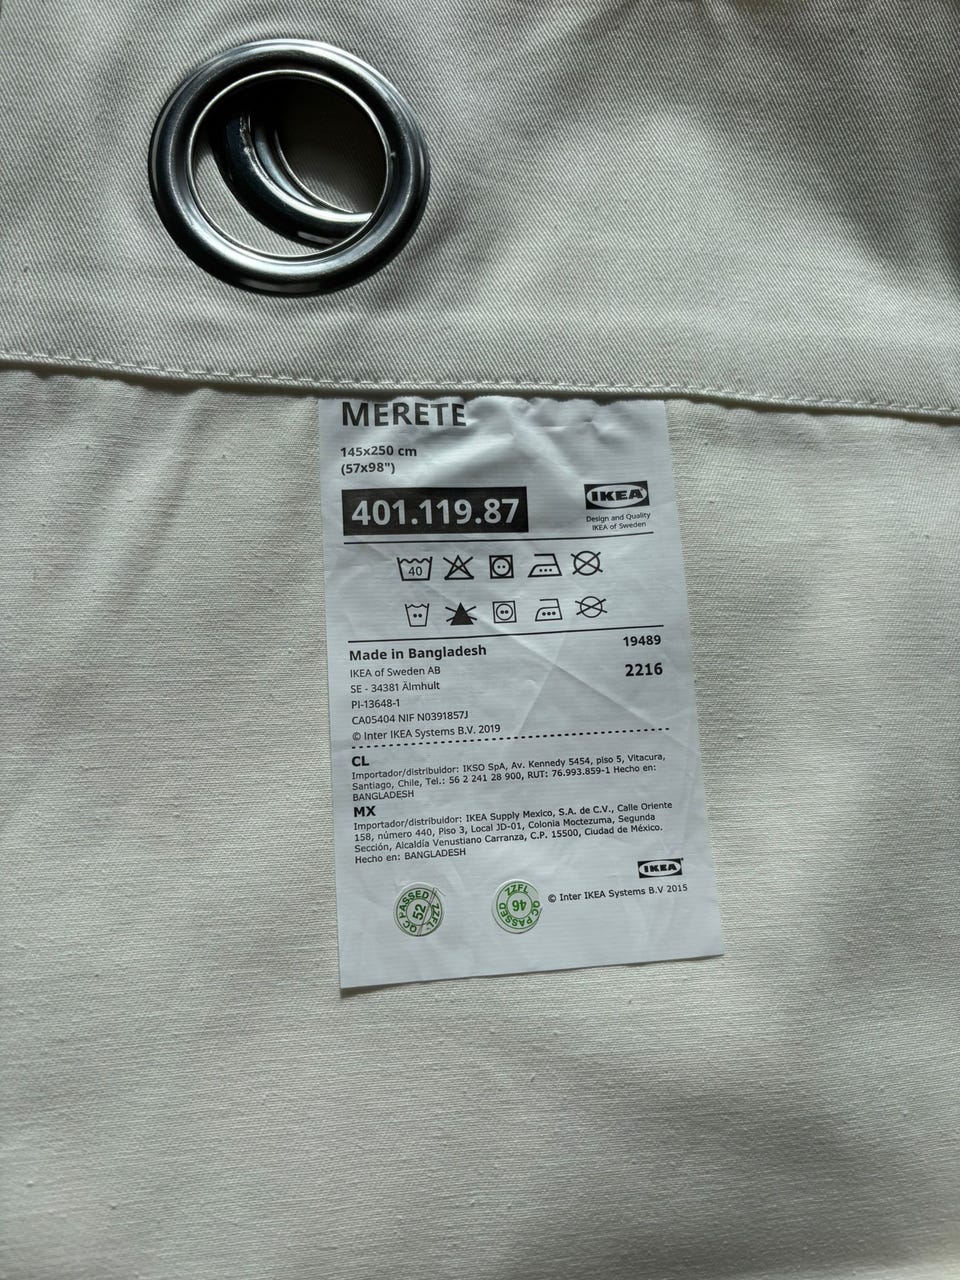 MERETE
145x250 cm
(57x98")
401.119.87
IKEA
Design and Quality
IKEA of Sweden
40
Made in Bangladesh
19489
IKEA of Sweden AB
2216
SE - 34381 Älmhult
PI-13648-1
CA05404 NIF N0391857J
© Inter IKEA Systems B.V. 2019
CL
Importador/distribuidor: IKSO SpA, Av. Kennedy 5454, piso 5, Vitacura,
Santiago, Chile, Tel.: 56 2 241 28 900, RUT: 76.993.859-1 Hecho en:
BANGLADESH
MX
Importador/distribuidor: IKEA Supply Mexico, S.A. de C.V., Calle Oriente
158, número 440, Piso 3, Local JD-01, Colonia Moctezuma, Segunda
Sección, Alcaldía Venustiano Carranza, C.P. 15500, Ciudad de México.
Hecho en: BANGLADESH
IKEA
© Inter IKEA Systems B.V 2015
QC PASSED
52
ZZFL
QC PASSED
46
ZZFL